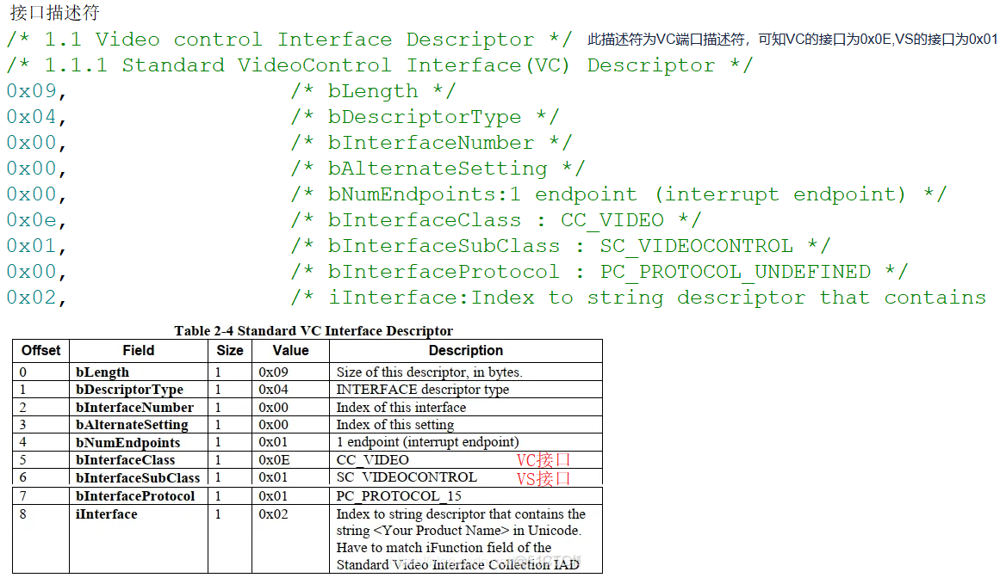 接口描述符
/* 1.1 Video control Interface Descriptor */ 此描述符为VC端口描述符，可知VC的接口为0x0E,VS的接口为0x01
/* 1.1.1 Standard VideoControl Interface(VC) Descriptor */
0x09, /* bLength */
0x04, /* bDescriptorType */
0x00, /* bInterfaceNumber */
0x00, /* bAlternateSetting */
0x00, /* bNumEndpoints:1 endpoint (interrupt endpoint) */
0x0e, /* bInterfaceClass : CC_VIDEO */
0x01, /* bInterfaceSubClass : SC_VIDEOCONTROL */
0x00, /* bInterfaceProtocol : PC_PROTOCOL_UNDEFINED */
0x02, /* iInterface:Index to string descriptor that contains
Table 2-4 Standard VC Interface Descriptor
Offset Field Size Value Description
0 bLength 1 0x09 Size of this descriptor, in bytes.
1 bDescriptorType 1 0x04 INTERFACE descriptor type
2 bInterfaceNumber 1 0x00 Index of this interface
3 bAlternateSetting 1 0x00 Index of this setting
4 bNumEndpoints 1 0x01 1 endpoint (interrupt endpoint)
5 bInterfaceClass 1 0x0E CC_VIDEO VC接口
6 bInterfaceSubClass 1 0x01 SC_VIDEOCONTROL VS接口
7 bInterfaceProtocol 1 0x01 PC_PROTOCOL_15
8 iInterface 1 0x02 Index to string descriptor that contains the
string <Your Product Name> in Unicode.
Have to match iFunction field of the
Standard Video Interface Collection IAD